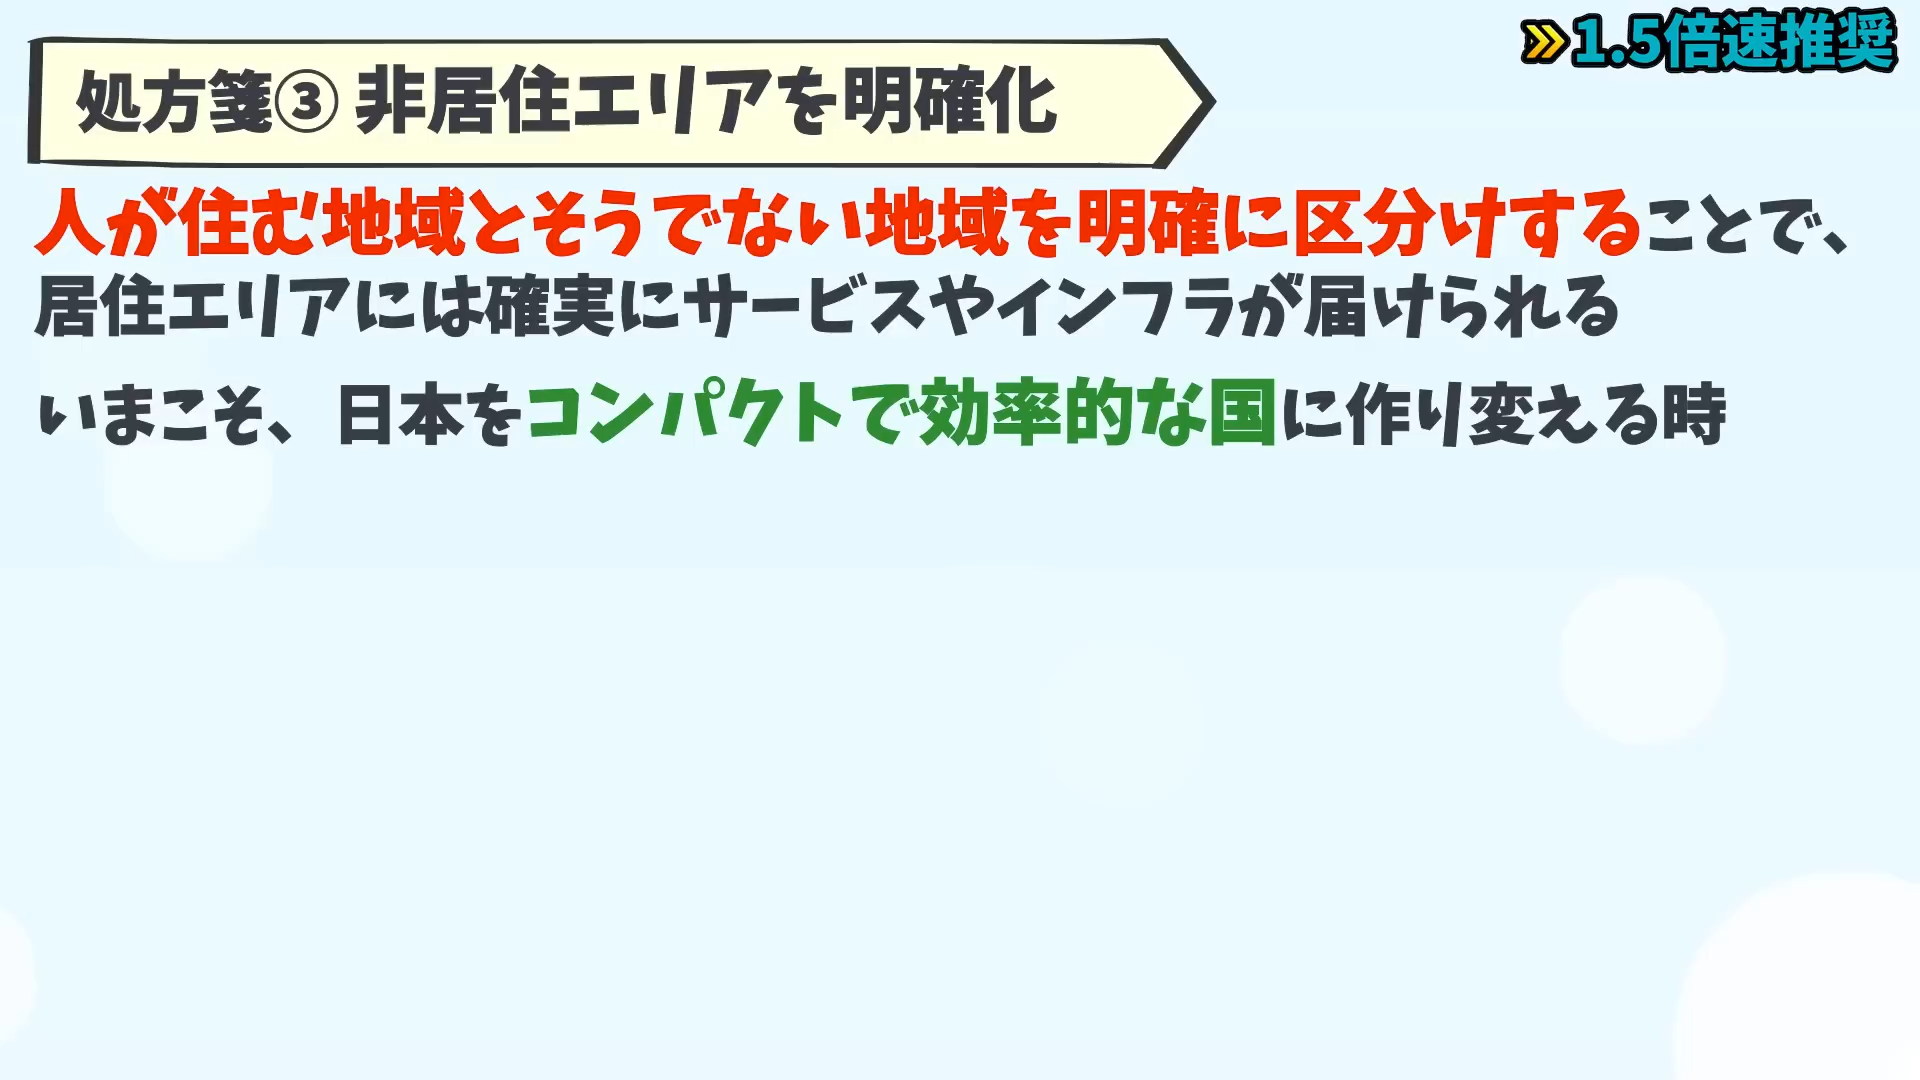 1.5倍速推奨
処方箋③ 非居住エリアを明確化
人が住む地域とそうでない地域を明確に区分けすることで、
居住エリアには確実にサービスやインフラが届けられる
いまこそ、日本をコンパクトで効率的な国に作り変える時